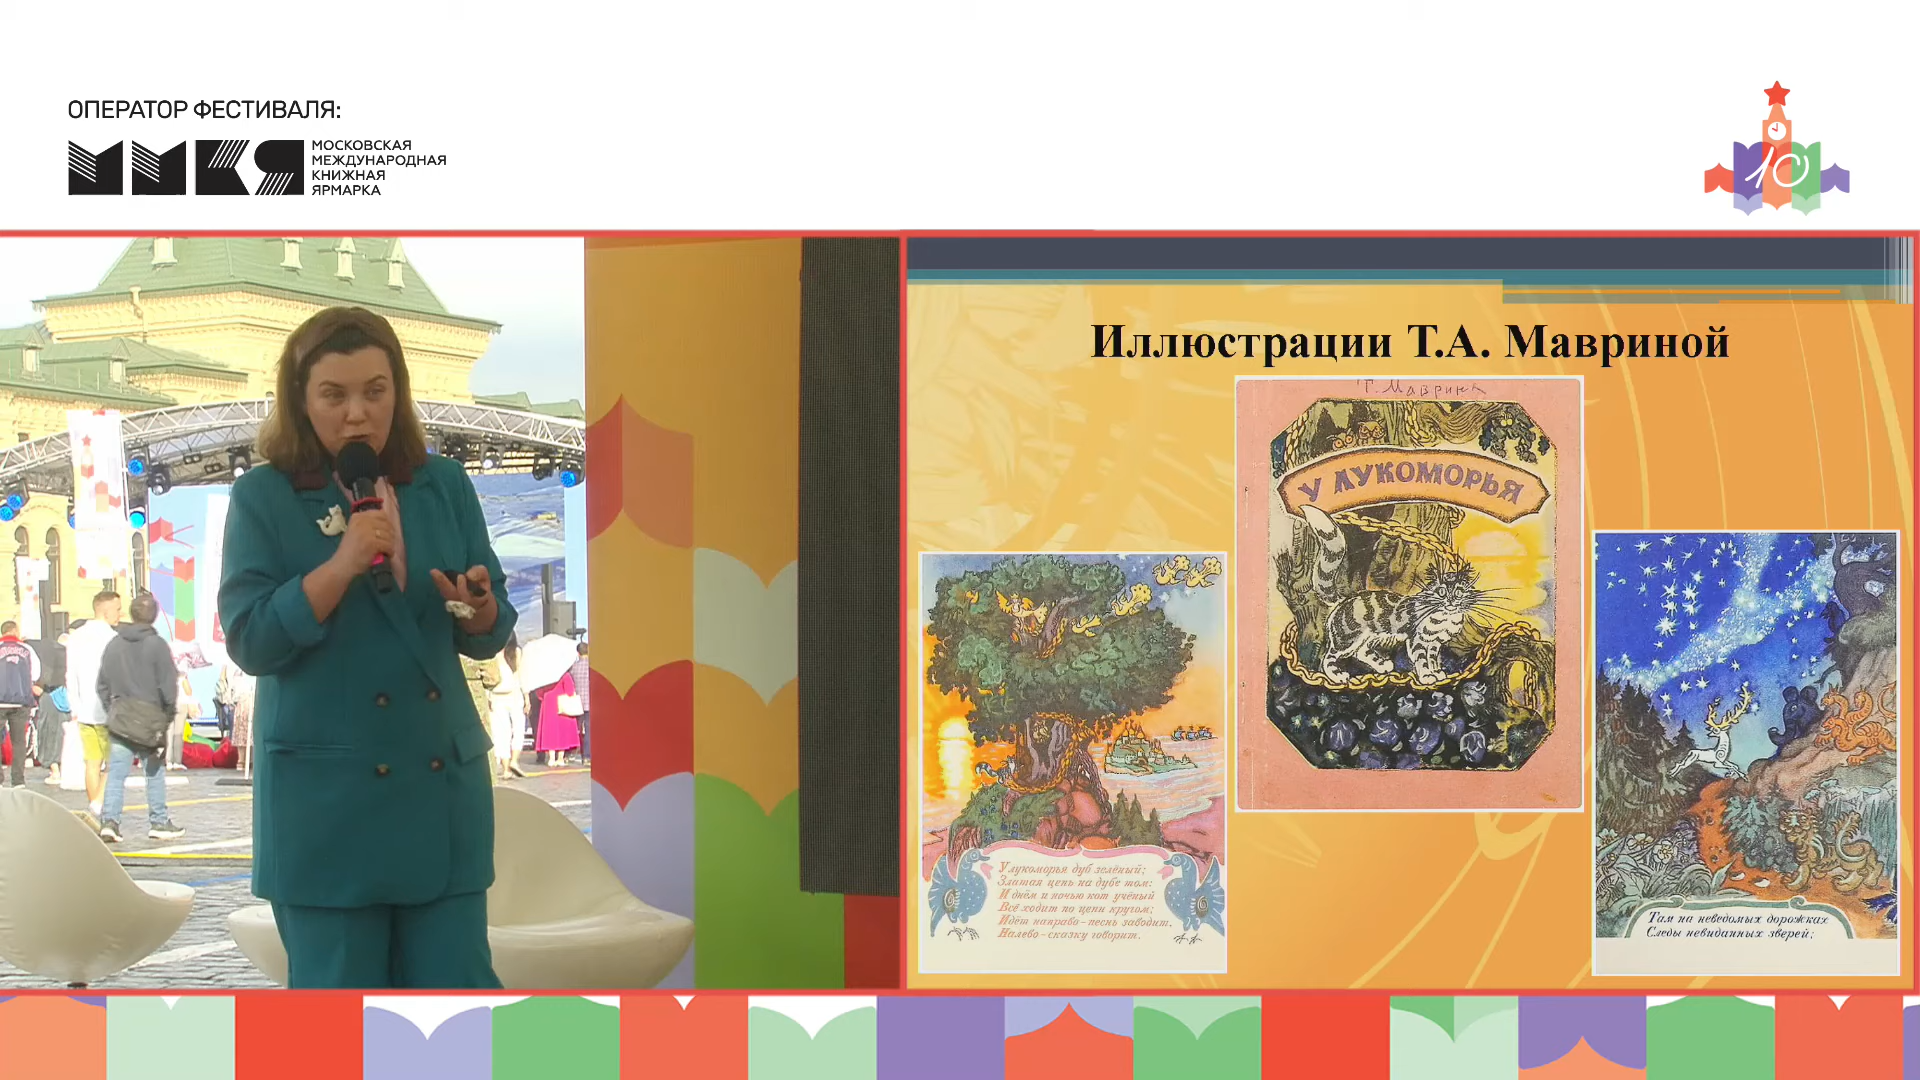 ОПЕРАТОР ФЕСТИВАЛЯ:
ММКЯ
МОСКОВСКАЯ
МЕЖДУНАРОДНАЯ
КНИЖНАЯ
ЯРМАРКА
10
Иллюстрации Т.А. Мавриной
Т. Маврина
У ЛУКОМОРЬЯ
У лукоморья дуб зелёный;
Златая цепь на дубе том:
И днём и ночью кот учёный
Всё ходит по цепи кругом;
Идёт направо - песнь заводит,
Налево - сказку говорит.
Там на неведомых дорожках
Следы невиданных зверей;